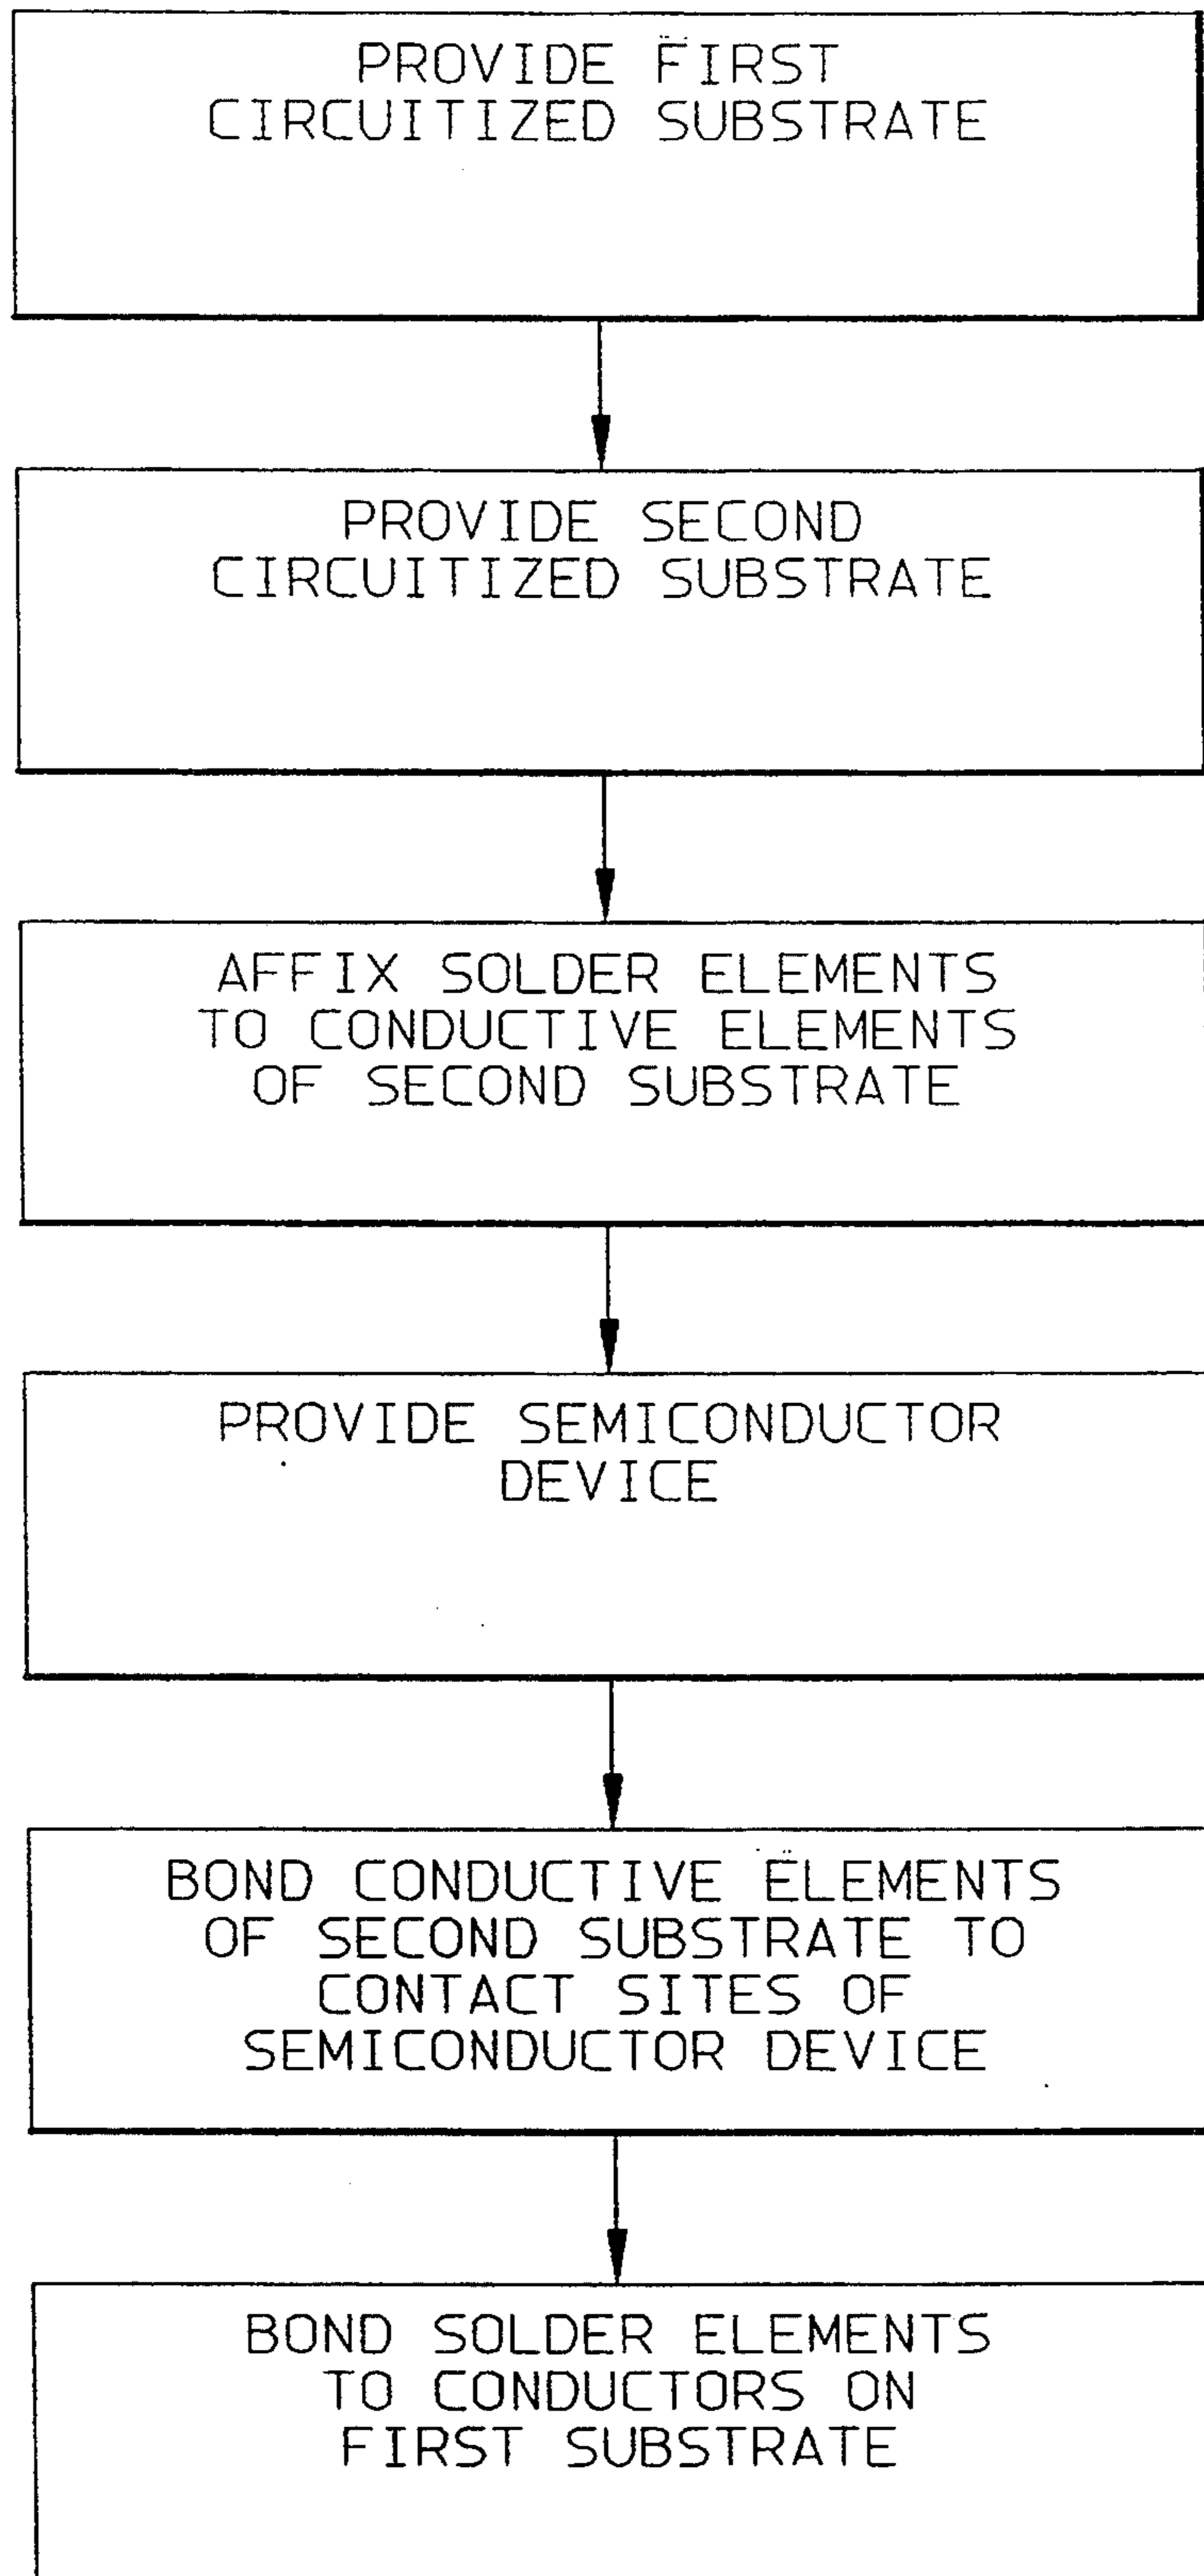 PROVIDE FIRST
CIRCUITIZED SUBSTRATE
PROVIDE SECOND
CIRCUITIZED SUBSTRATE
AFFIX SOLDER ELEMENTS
TO CONDUCTIVE ELEMENTS
OF SECOND SUBSTRATE
PROVIDE SEMICONDUCTOR
DEVICE
BOND CONDUCTIVE ELEMENTS
OF SECOND SUBSTRATE TO
CONTACT SITES OF
SEMICONDUCTOR DEVICE
BOND SOLDER ELEMENTS
TO CONDUCTORS ON
FIRST SUBSTRATE